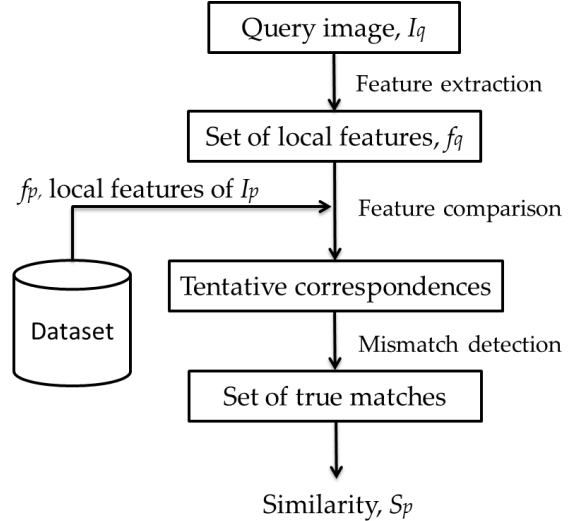 Query image, Iq
Feature extraction
Set of local features, fq
fp, local features of Ip
Feature comparison
Tentative correspondences
Dataset
Mismatch detection
Set of true matches
Similarity, Sp